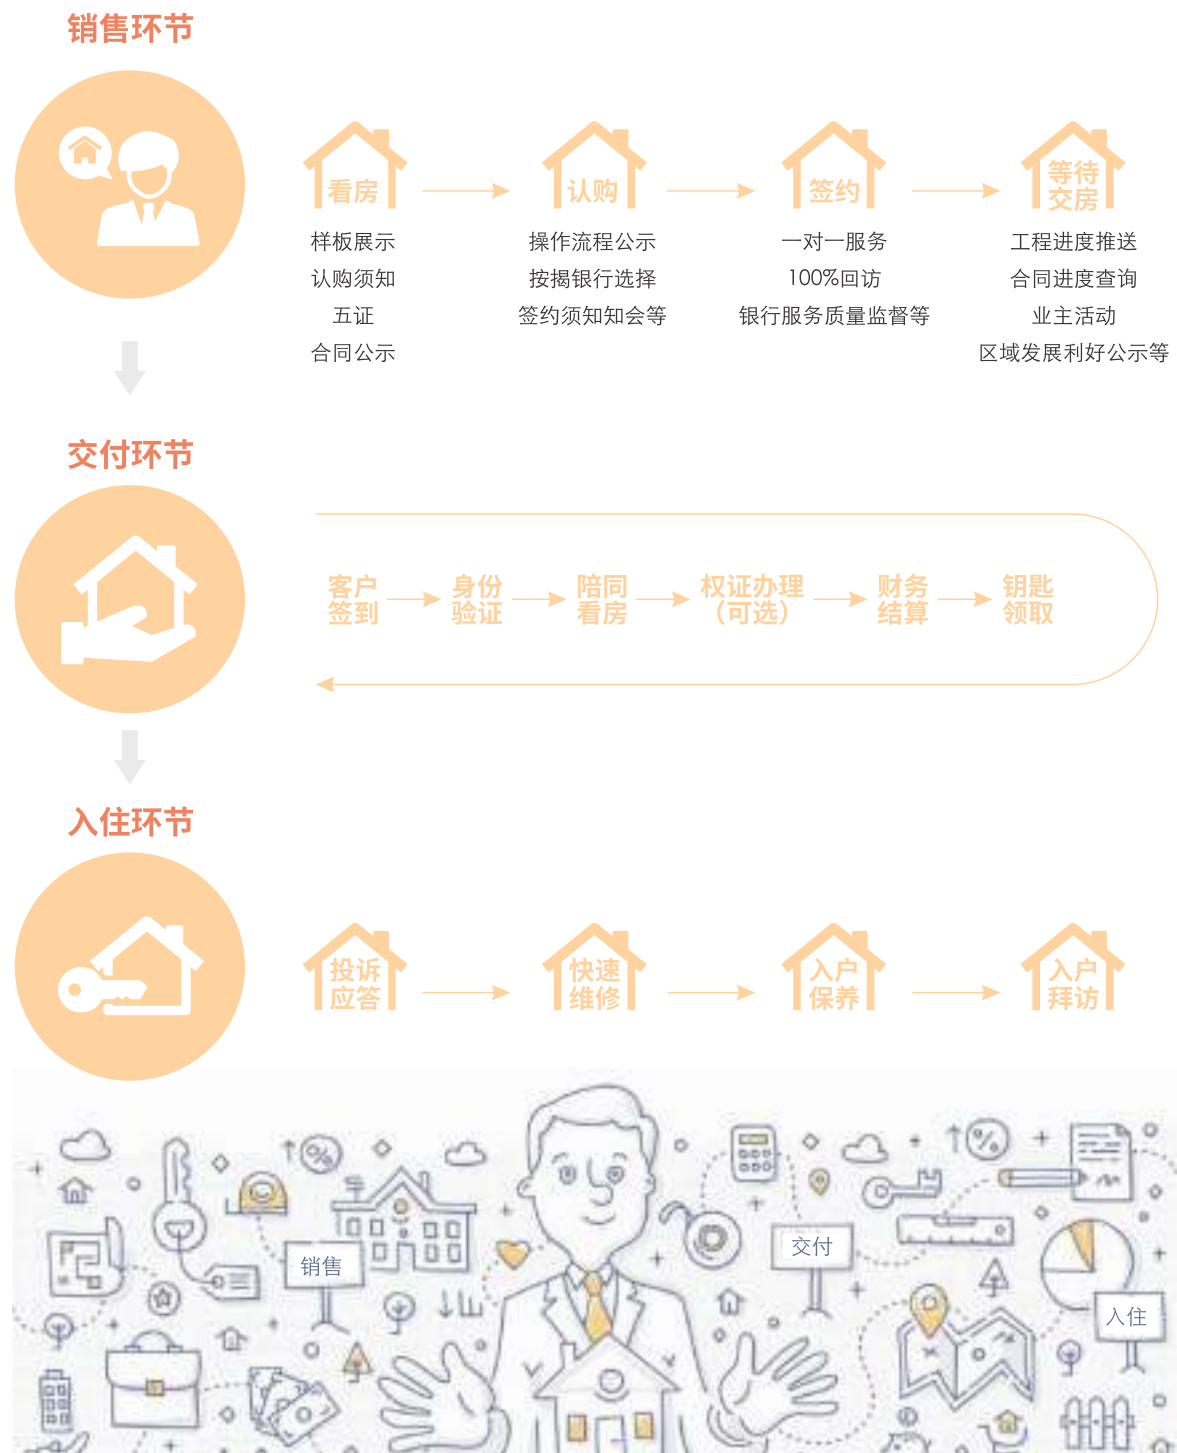 销售环节
看房
认购
签约
等待
交房
样板展示
认购须知
五证
合同公示
操作流程公示
按揭银行选择
签约须知知会等
一对一服务
100%回访
银行服务质量监督等
工程进度推送
合同进度查询
业主活动
区域发展利好公示等
交付环节
客户
签到
身份
验证
陪同
看房
权证办理
（可选）
财务
结算
钥匙
领取
入住环节
投诉
应答
快速
维修
入户
保养
入户
拜访
销售
交付
入住